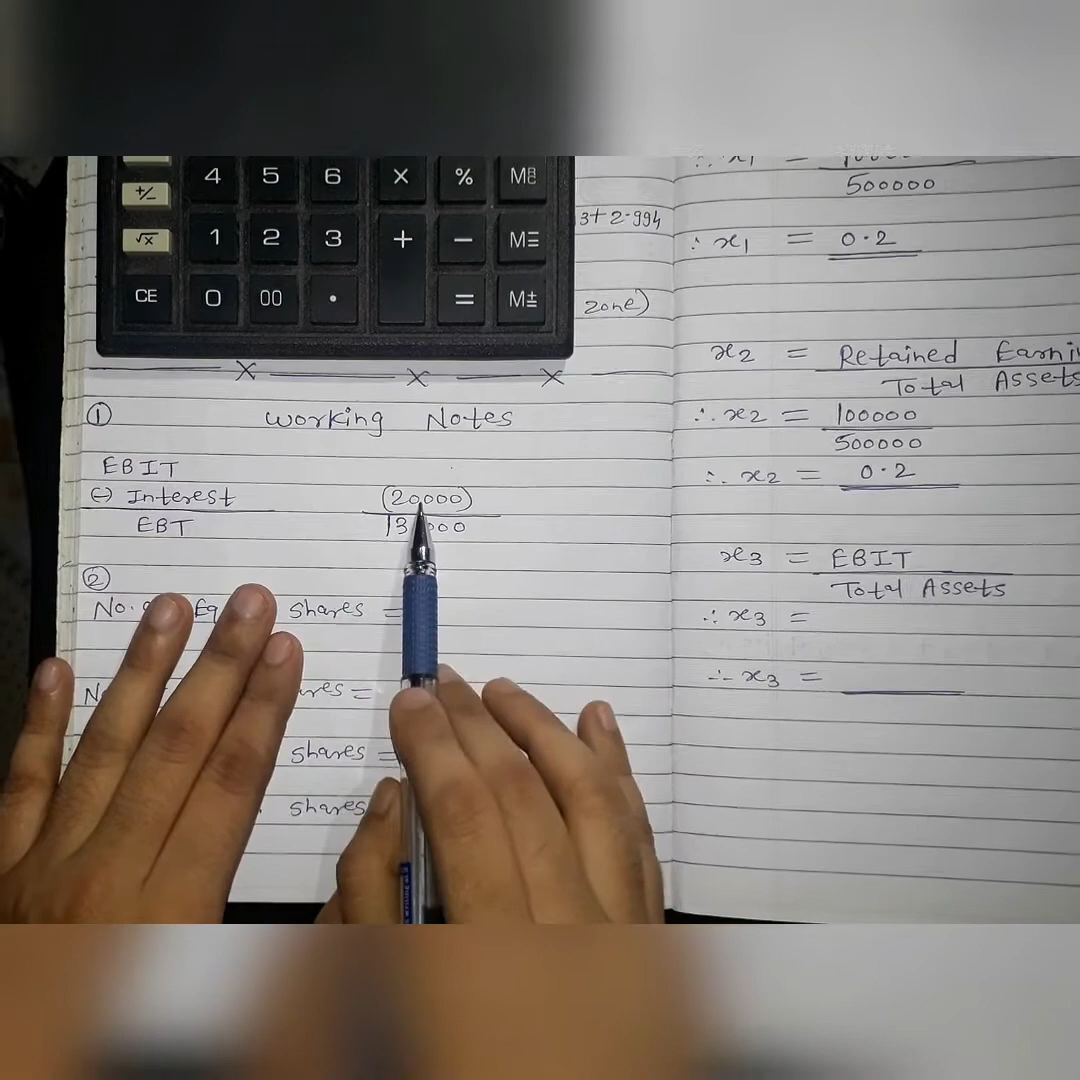 4 5 6 × % MRC
+/-
√x 1 2 3 + − M=
CE 0 00 . = M±
3+2.994
zone)
x x x
① Working Notes
EBIT
(-) Interest (20000)
EBT
②
shares =
=
shares =
shares
500000
∴ x1 = 0.2
x2 = Retained
Total Assets
∴ x2 = 100000
500000
∴ x2 = 0.2
x3 = EBIT
Total Assets
∴ x3 =
∴ x3 =